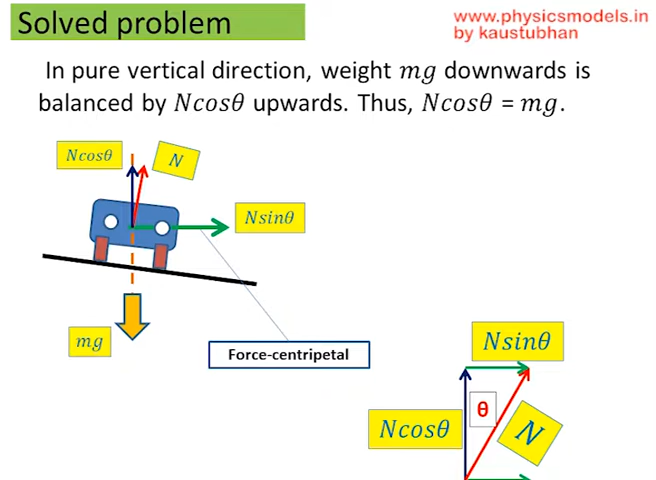 Solved problem
www.physicsmodels.in
by kaustubhan
In pure vertical direction, weight mg downwards is
balanced by Ncosθ upwards. Thus, Ncosθ = mg.
Ncosθ
N
Nsinθ
mg
Force-centripetal
Nsinθ
θ
Ncosθ
N